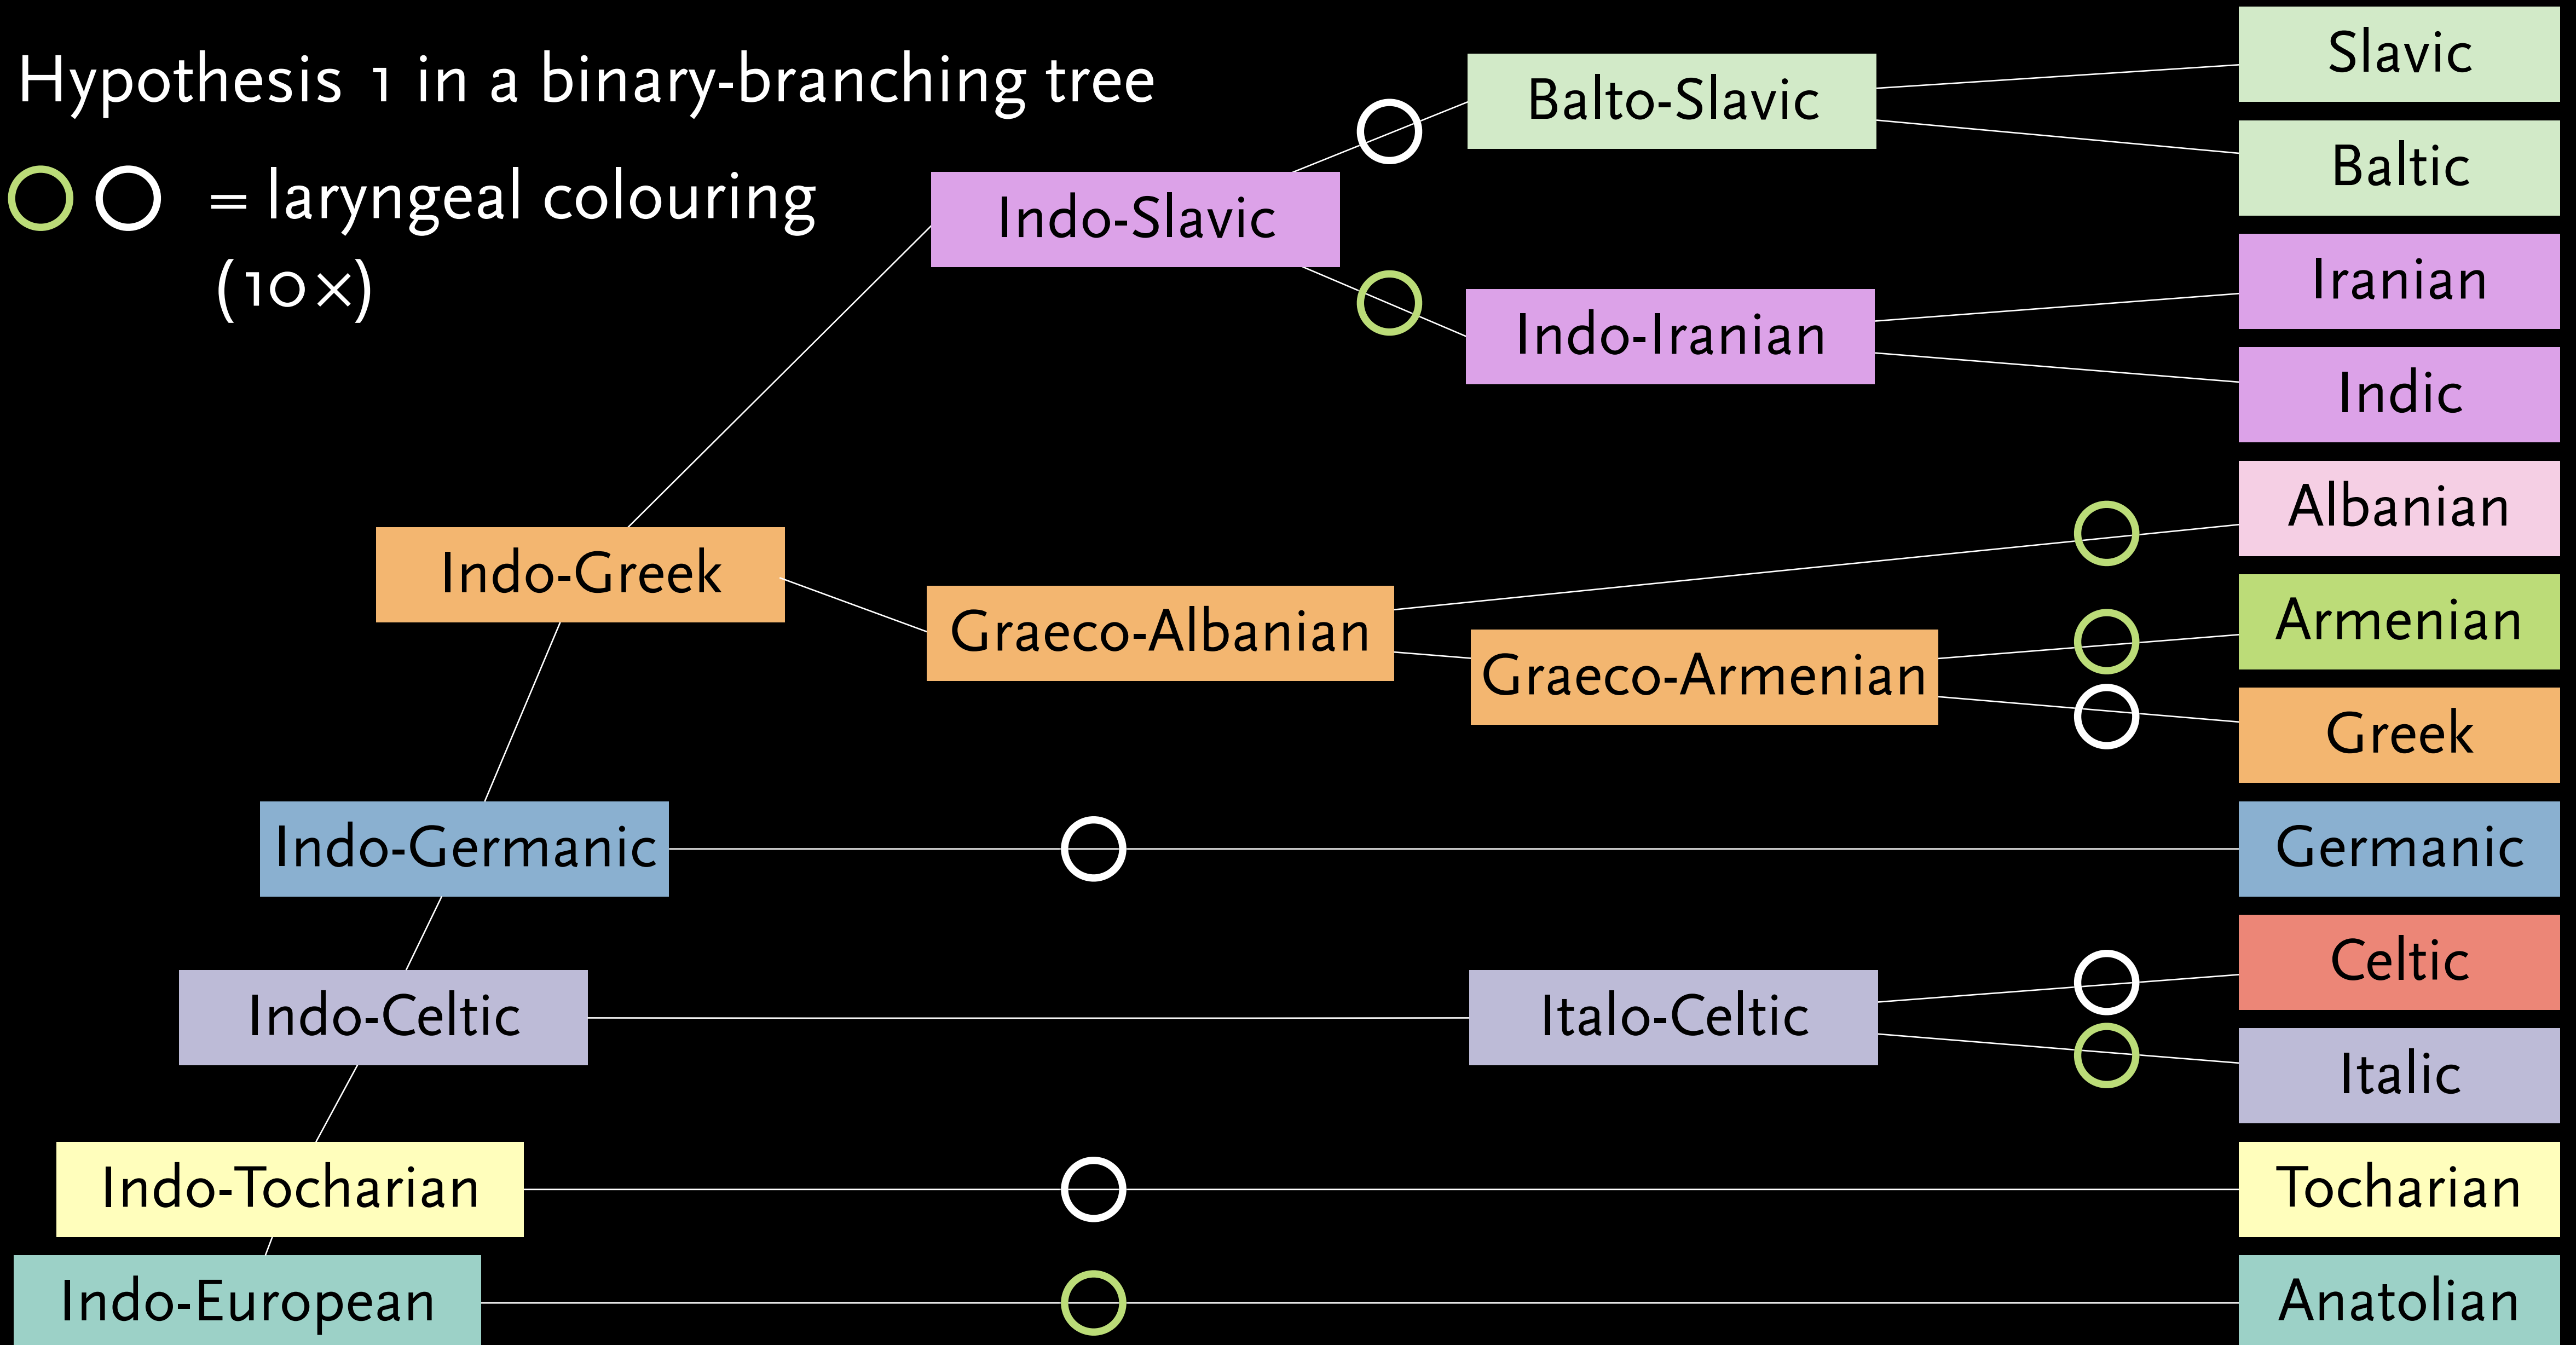 Hypothesis 1 in a binary-branching tree
= laryngeal colouring
(10×)
Slavic
Balto-Slavic
Baltic
Indo-Slavic
Iranian
Indo-Iranian
Indic
Albanian
Indo-Greek
Graeco-Albanian
Armenian
Graeco-Armenian
Greek
Indo-Germanic
Germanic
Celtic
Indo-Celtic
Italo-Celtic
Italic
Indo-Tocharian
Tocharian
Indo-European
Anatolian